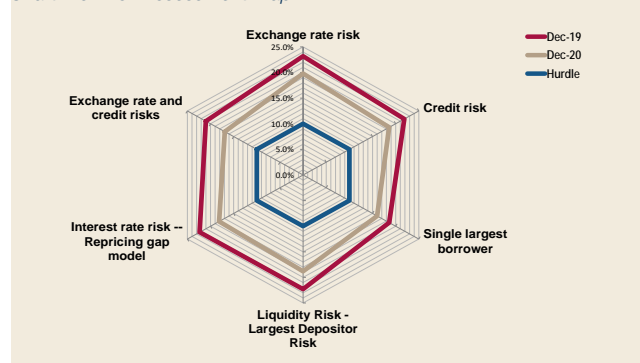 Exchange rate risk
25.0%
20.0%
15.0%
10.0%
5.0%
0.0%
Dec-19
Dec-20
Hurdle
Credit risk
Single largest
borrower
Liquidity Risk -
Largest Depositor
Risk
Interest rate risk --
Repricing gap
model
Exchange rate and
credit risks